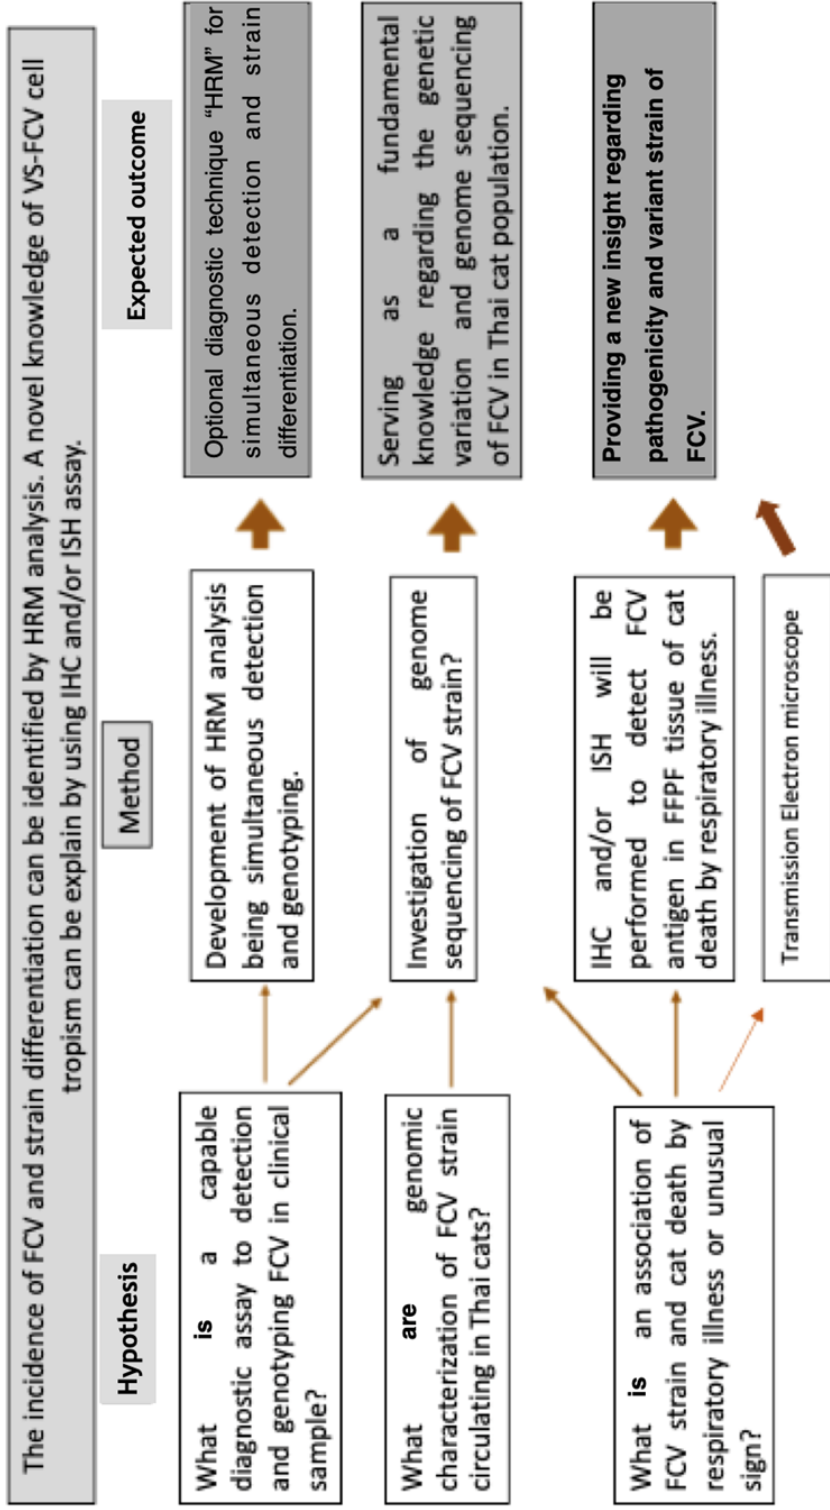 The incidence of FCV and strain differentiation can be identified by HRM analysis. A novel knowledge of VS-FCV cell
tropism can be explain by using IHC and/or ISH assay.
Hypothesis
Method
Expected outcome
What is a capable
diagnostic assay to detection
and genotyping FCV in clinical
sample?
Development of HRM analysis
being simultaneous detection
and genotyping.
Optional diagnostic technique “HRM” for
simultaneous detection and strain
differentiation.
What are genomic
characterization of FCV strain
circulating in Thai cats?
Investigation of genome
sequencing of FCV strain?
Serving as a fundamental
knowledge regarding the genetic
variation and genome sequencing
of FCV in Thai cat population.
What is an association of
FCV strain and cat death by
respiratory illness or unusual
sign?
IHC and/or ISH will be
performed to detect FCV
antigen in FFPF tissue of cat
death by respiratory illness.
Providing a new insight regarding
pathogenicity and variant strain of
FCV.
Transmission Electron microscope